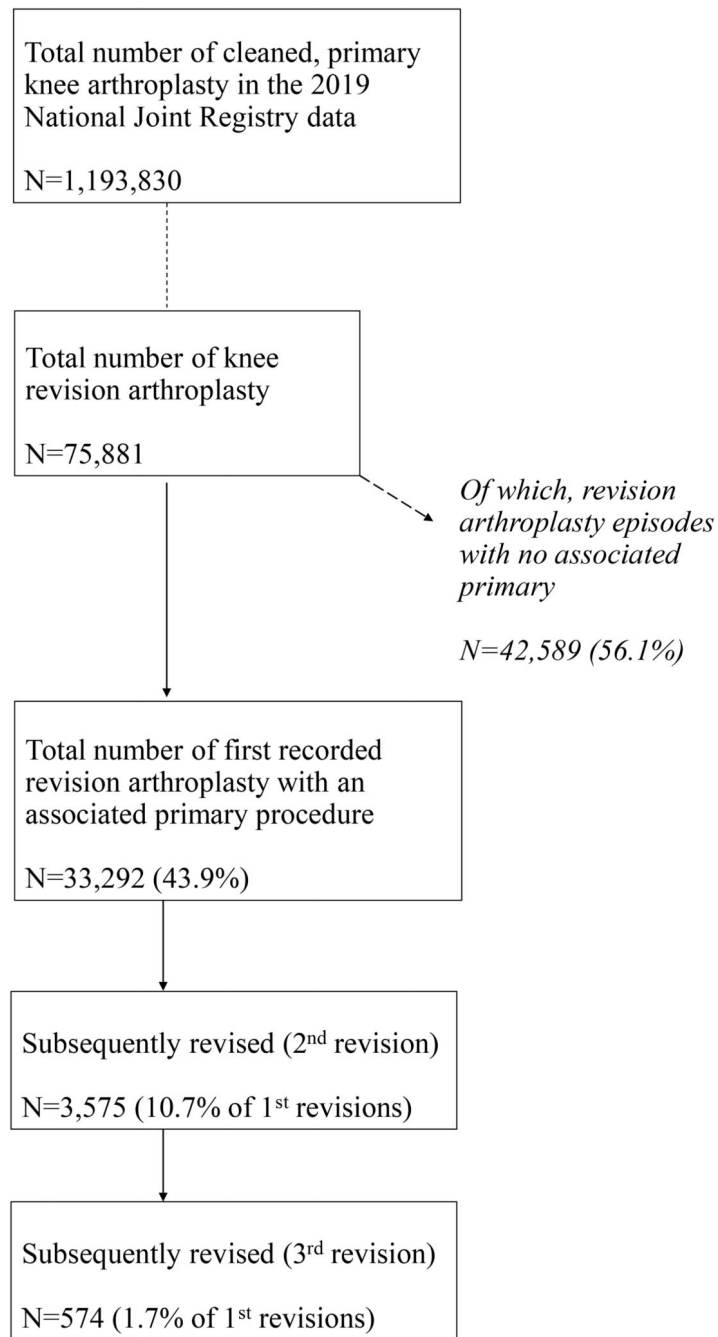 Total number of cleaned, primary
knee arthroplasty in the 2019
National Joint Registry data
N=1,193,830
Total number of knee
revision arthroplasty
N=75,881
Of which, revision
arthroplasty episodes
with no associated
primary
N=42,589 (56.1%)
Total number of first recorded
revision arthroplasty with an
associated primary procedure
N=33,292 (43.9%)
Subsequently revised (2nd revision)
N=3,575 (10.7% of 1st revisions)
Subsequently revised (3rd revision)
N=574 (1.7% of 1st revisions)